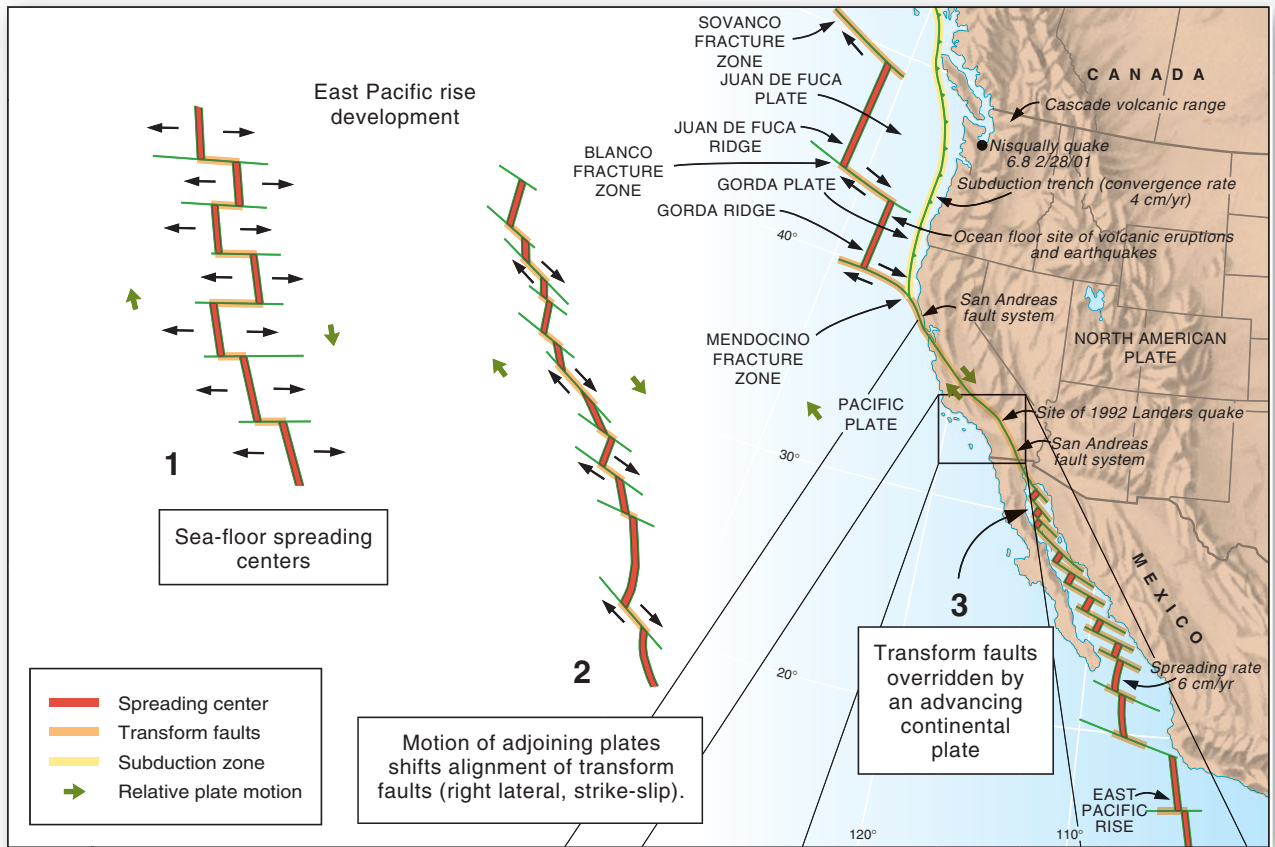 East Pacific rise
development
1
Sea-floor spreading
centers
2
Motion of adjoining plates
shifts alignment of transform
faults (right lateral, strike-slip).
Spreading center
Transform faults
Subduction zone
Relative plate motion
SOVANCO
FRACTURE
ZONE
JUAN DE FUCA
PLATE
JUAN DE FUCA
RIDGE
BLANCO
FRACTURE
ZONE
GORDA PLATE
GORDA RIDGE
MENDOCINO
FRACTURE
ZONE
PACIFIC
PLATE
CANADA
Cascade volcanic range
Nisqually quake
6.8 2/28/01
Subduction trench (convergence rate
4 cm/yr)
Ocean floor site of volcanic eruptions
and earthquakes
San Andreas
fault system
NORTH AMERICAN
PLATE
Site of 1992 Landers quake
San Andreas
fault system
40°
30°
20°
3
Transform faults
overridden by
an advancing
continental
plate
MEXICO
Spreading rate
6 cm/yr
EAST
PACIFIC
RISE
120°
110°